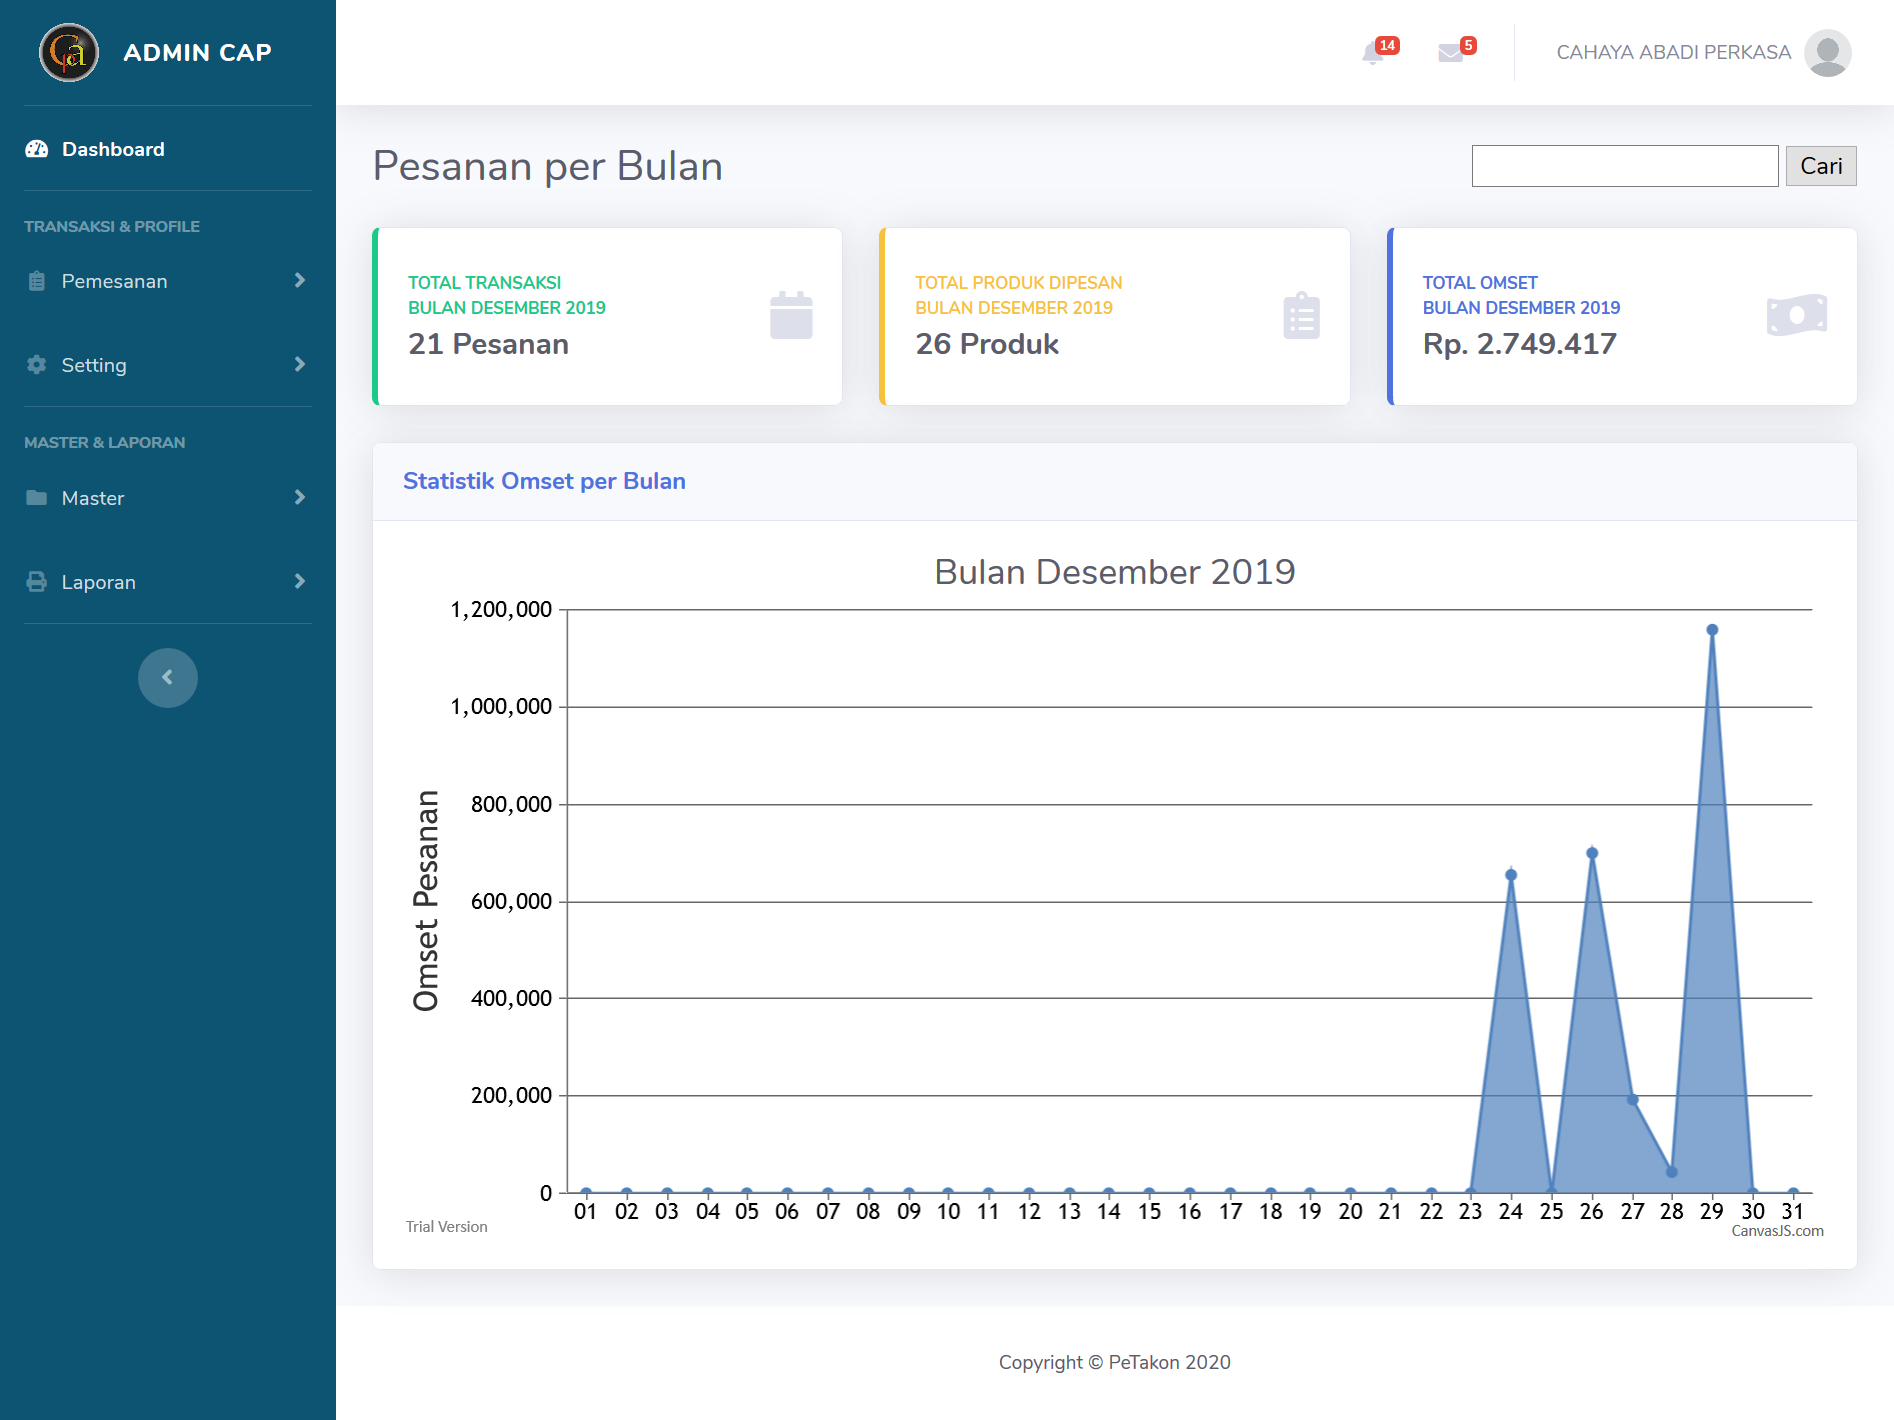 Cpa
ADMIN CAP
14
5
CAHAYA ABADI PERKASA
Dashboard
TRANSAKSI & PROFILE
Pemesanan
Setting
MASTER & LAPORAN
Master
Laporan
Pesanan per Bulan
Cari
TOTAL TRANSAKSI
BULAN DESEMBER 2019
21 Pesanan
TOTAL PRODUK DIPESAN
BULAN DESEMBER 2019
26 Produk
TOTAL OMSET
BULAN DESEMBER 2019
Rp. 2.749.417
Statistik Omset per Bulan
Bulan Desember 2019
Omset Pesanan
1,200,000
1,000,000
800,000
600,000
400,000
200,000
0
01 02 03 04 05 06 07 08 09 10 11 12 13 14 15 16 17 18 19 20 21 22 23 24 25 26 27 28 29 30 31
Trial Version
CanvasJS.com
Copyright © PeTakon 2020